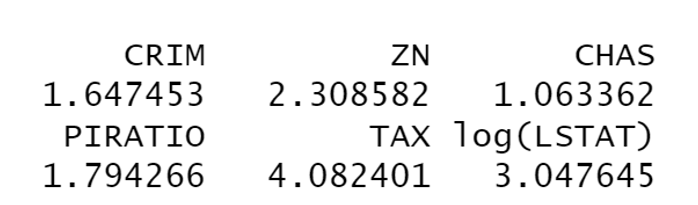 CRIM ZN CHAS
1.647453 2.308582 1.063362
PIRATIO TAX log(LSTAT)
1.794266 4.082401 3.047645